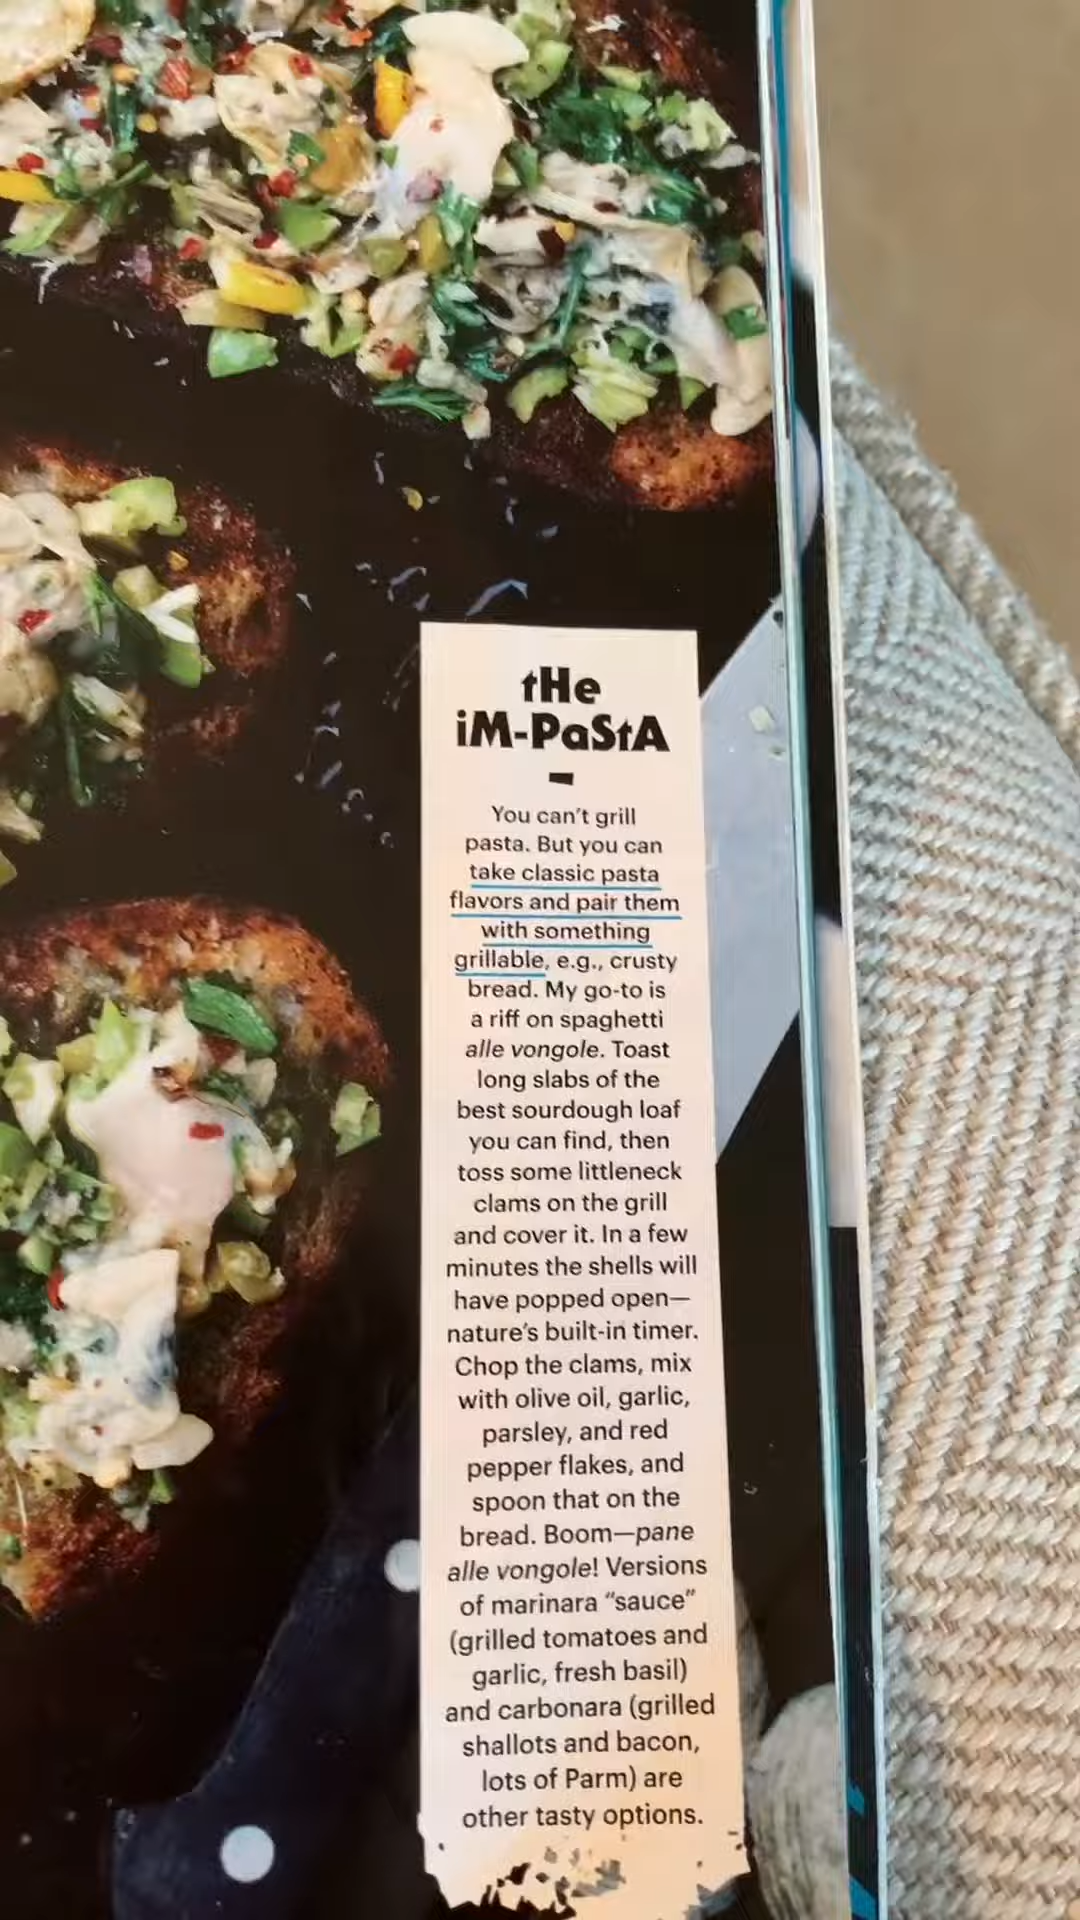 tHe
iM-PaStA
You can't grill
pasta. But you can
take classic pasta
flavors and pair them
with something
grillable, e.g., crusty
bread. My go-to is
a riff on spaghetti
alle vongole. Toast
long slabs of the
best sourdough loaf
you can find, then
toss some littleneck
clams on the grill
and cover it. In a few
minutes the shells will
have popped open—
nature's built-in timer.
Chop the clams, mix
with olive oil, garlic,
parsley, and red
pepper flakes, and
spoon that on the
bread. Boom—pane
alle vongole! Versions
of marinara “sauce”
(grilled tomatoes and
garlic, fresh basil)
and carbonara (grilled
shallots and bacon,
lots of Parm) are
other tasty options.